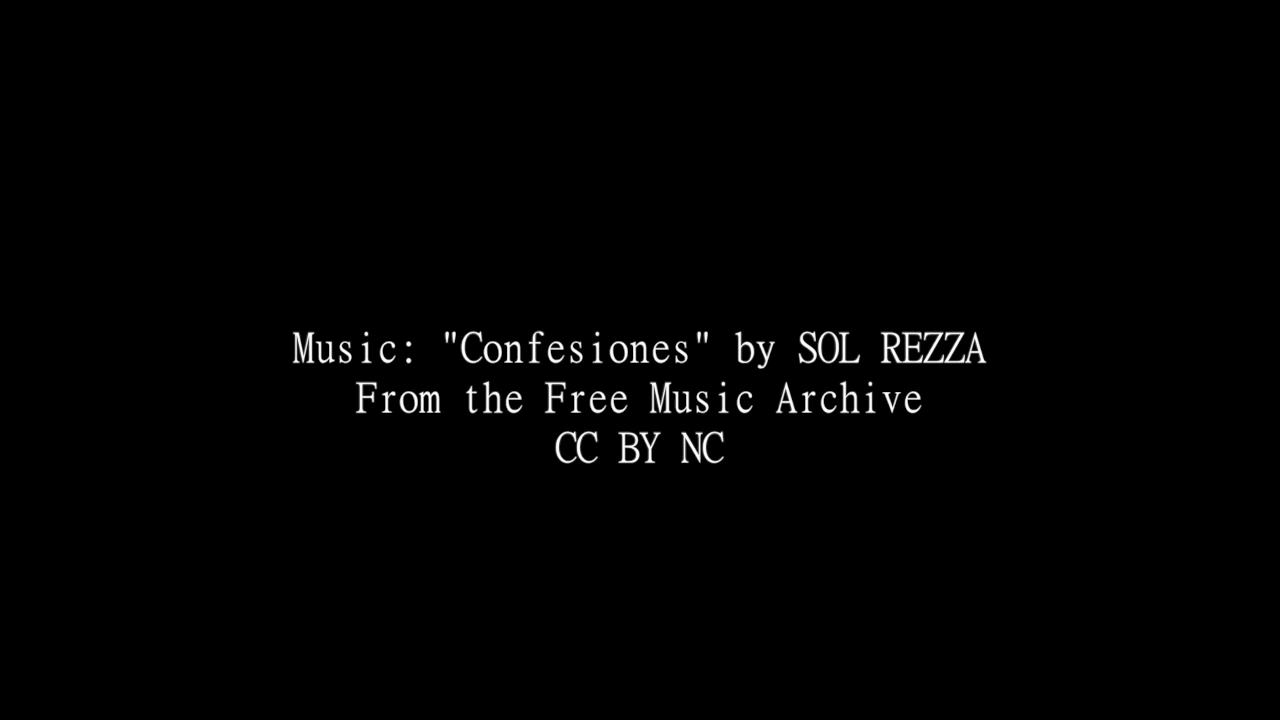 Music: "Confesiones" by SOL REZZA
From the Free Music Archive
CC BY NC